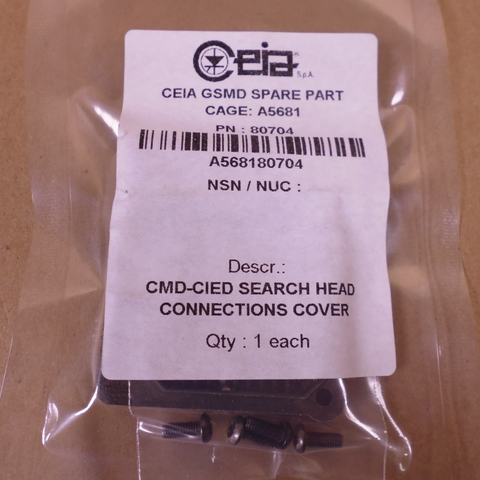 Ceia
S.p.A.
CEIA GSMD SPARE PART
CAGE: A5681
PN : 80704
A568180704
NSN / NUC :
Descr.:
CMD-CIED SEARCH HEAD
CONNECTIONS COVER
Qty : 1 each